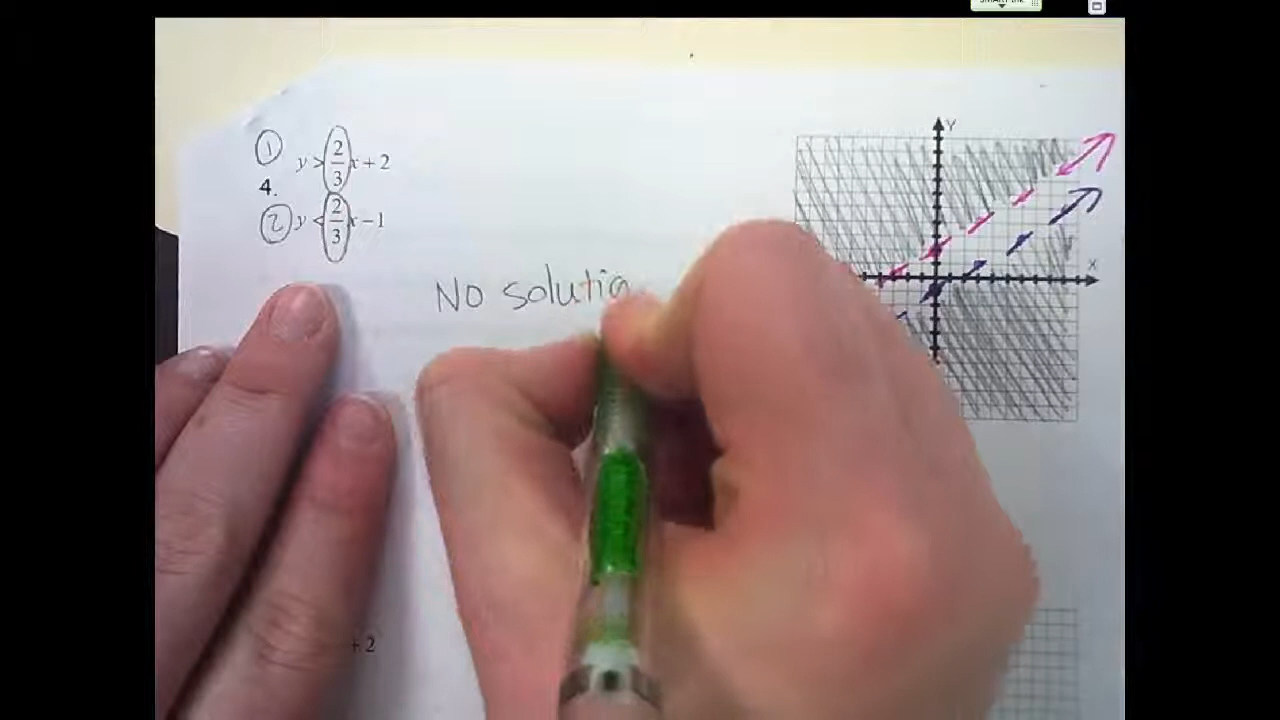 ①
y > 2/3 x + 2
4.
② y < 2/3 x − 1
No solutio
Y
X
+ 2